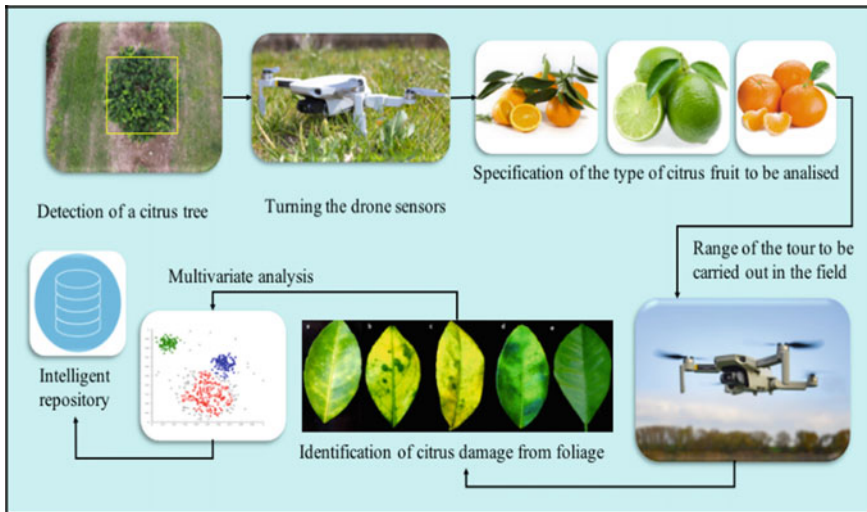 Detection of a citrus tree
Turning the drone sensors
Specification of the type of citrus fruit to be analised
Range of the tour to be
carried out in the field
a b c d e
Identification of citrus damage from foliage
Multivariate analysis
Intelligent
repository